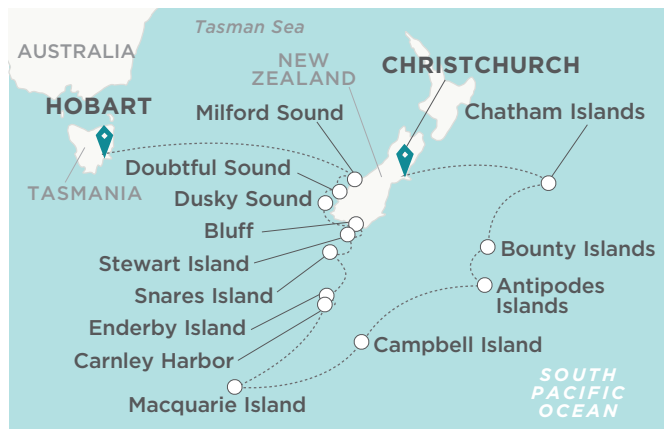 Tasman Sea
AUSTRALIA
NEW
ZEALAND
CHRISTCHURCH
HOBART
Milford Sound
Chatham Islands
Doubtful Sound
TASMANIA
Dusky Sound
Bluff
Bounty Islands
Stewart Island
Snares Island
Antipodes
Islands
Enderby Island
Campbell Island
Carnley Harbor
Macquarie Island
SOUTH
PACIFIC
OCEAN